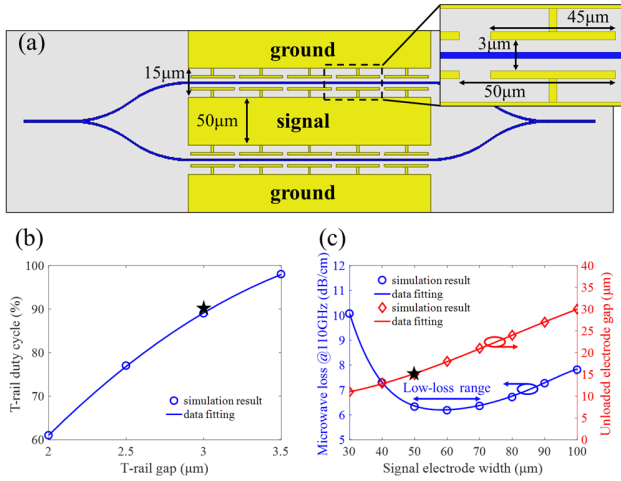 (a)
ground
45μm
3μm
50μm
15μm
50μm
signal
ground
(b)
T-rail duty cycle (%)
100
90
80
70
60
simulation result
data fitting
2
2.5
3
3.5
T-rail gap (μm)
(c)
Microwave loss @110GHz (dB/cm)
12
11
10
9
8
7
6
5
simulation result
data fitting
simulation result
data fitting
Low-loss range
40
35
30
25
20
15
10
5
0
Unloaded electrode gap (μm)
30
40
50
60
70
80
90
100
Signal electrode width (μm)